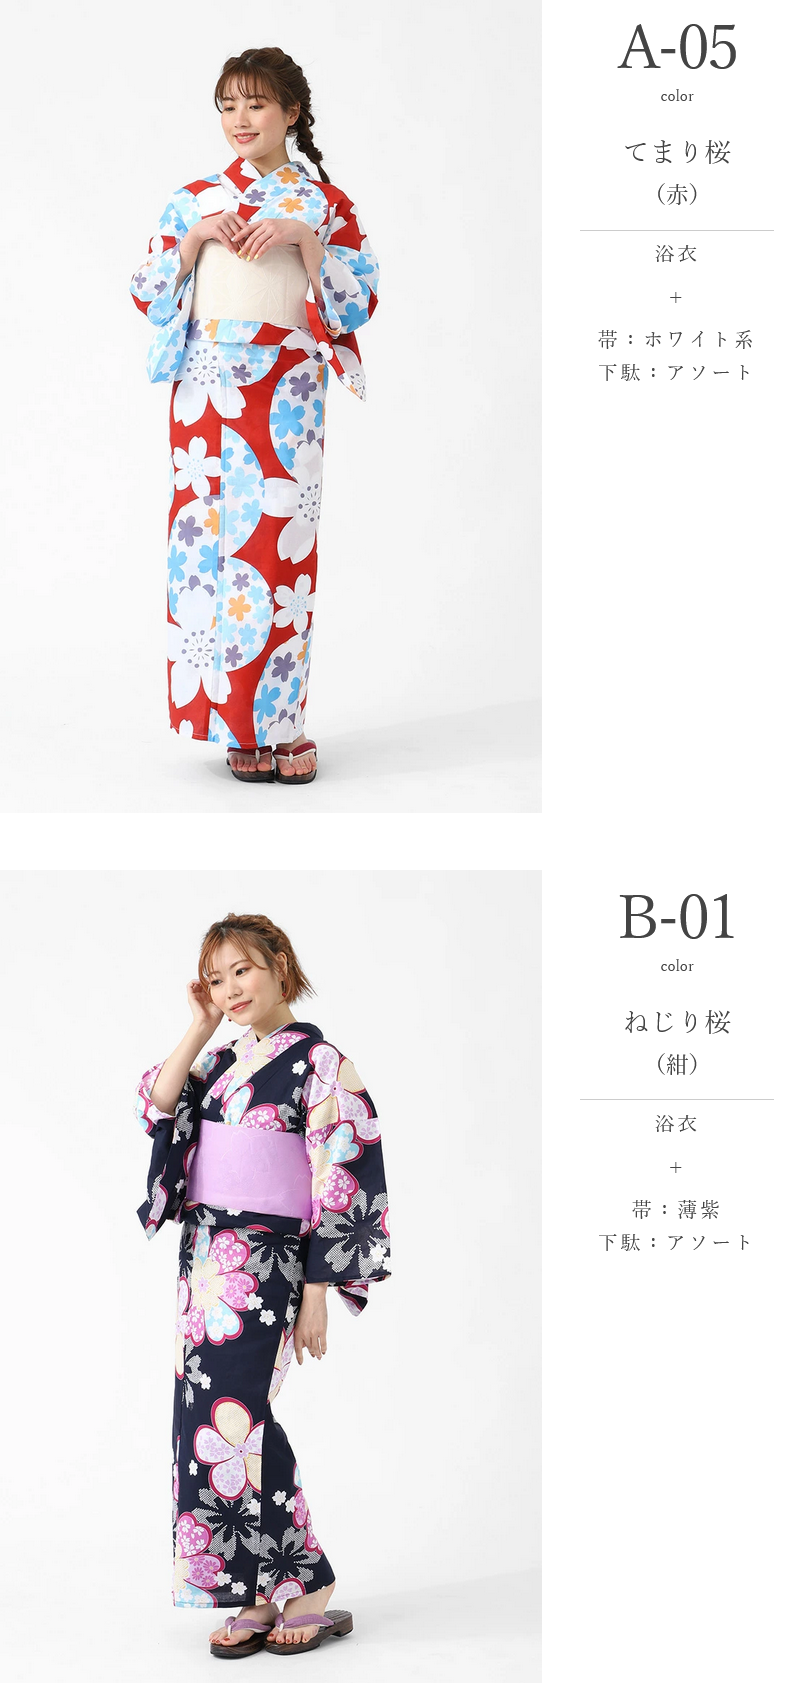 A-05
color
てまり桜
（赤）
浴衣
+
帯：ホワイト系
下駄：アソート
B-01
color
ねじり桜
（紺）
浴衣
+
帯：薄紫
下駄：アソート